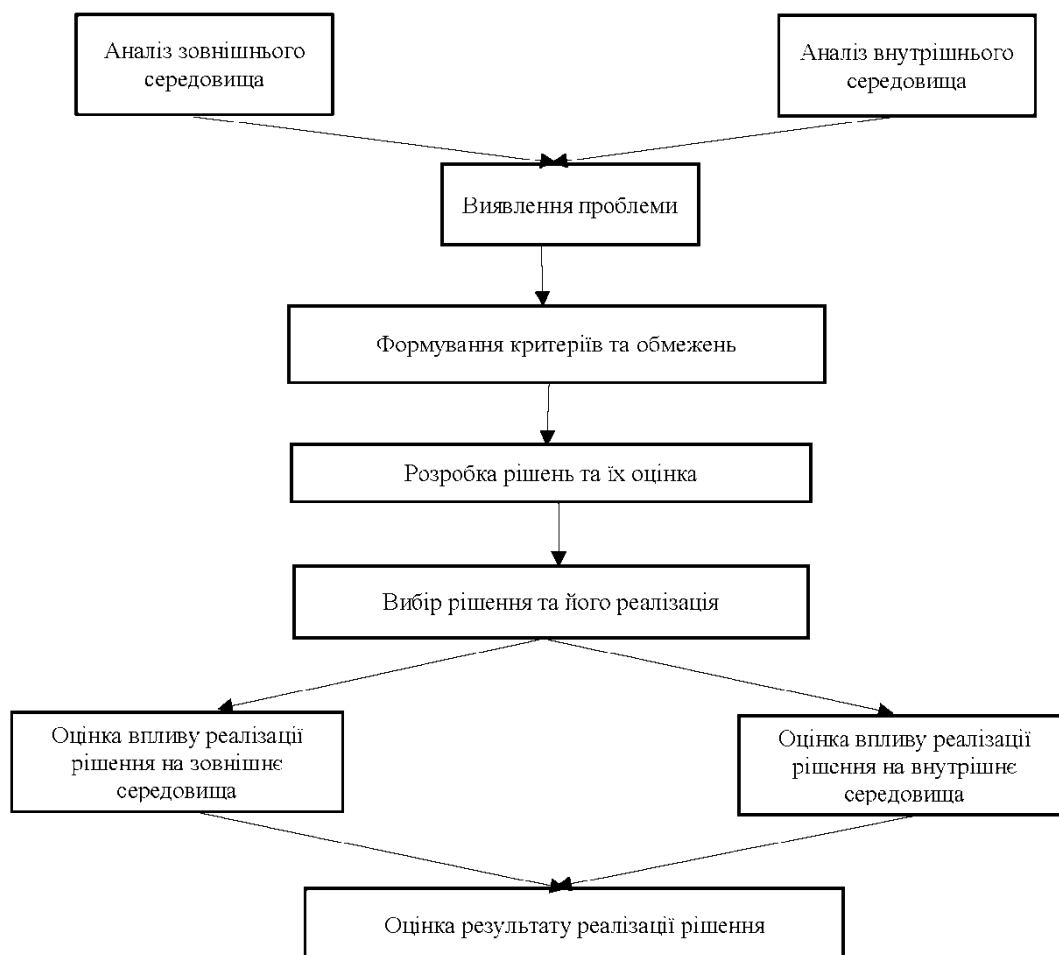 Аналіз зовнішнього
середовища
Аналіз внутрішнього
середовища
Виявлення проблеми
Формування критеріїв та обмежень
Розробка рішень та їх оцінка
Вибір рішення та його реалізація
Оцінка впливу реалізації
рішення на зовнішнє
середовища
Оцінка впливу реалізації
рішення на внутрішнє
середовища
Оцінка результату реалізації рішення